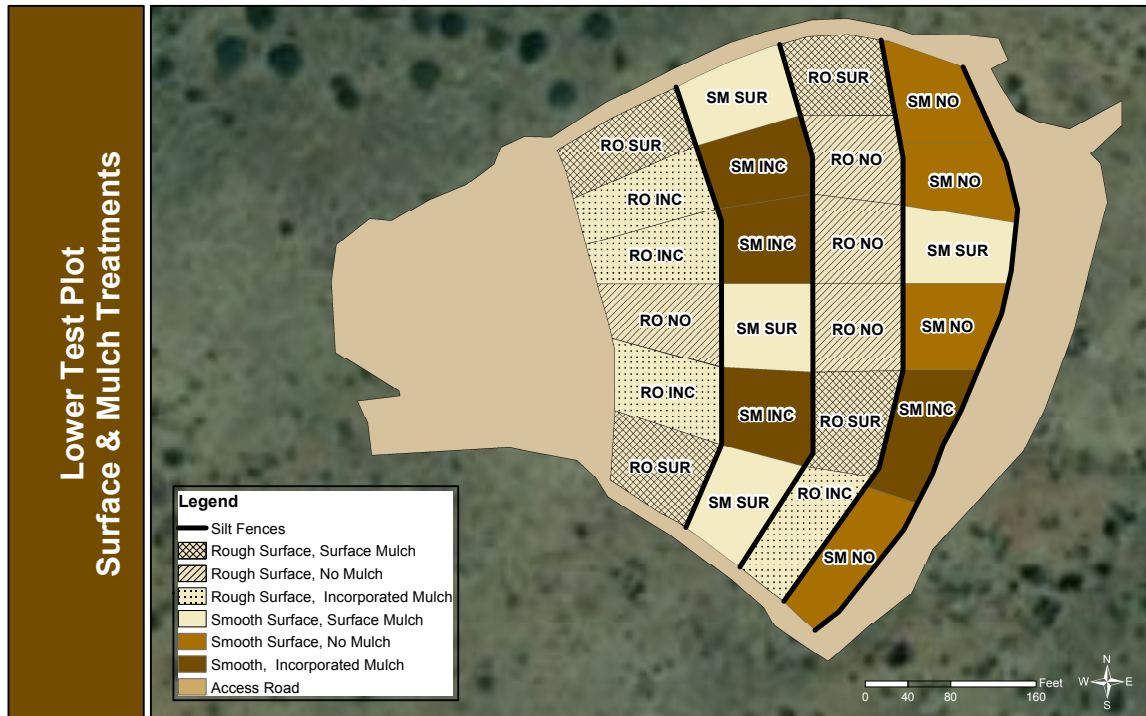 Lower Test Plot
Surface & Mulch Treatments
RO SUR
RO INC
RO INC
RO NO
RO INC
RO SUR
SM SUR
SM INC
SM INC
SM SUR
SM INC
SM SUR
RO SUR
RO NO
RO NO
RO NO
RO SUR
RO INC
SM NO
SM NO
SM SUR
SM NO
SM INC
SM NO
Legend
Silt Fences
Rough Surface, Surface Mulch
Rough Surface, No Mulch
Rough Surface, Incorporated Mulch
Smooth Surface, Surface Mulch
Smooth Surface, No Mulch
Smooth, Incorporated Mulch
Access Road
Feet
0 40 80 160
N
W E
S